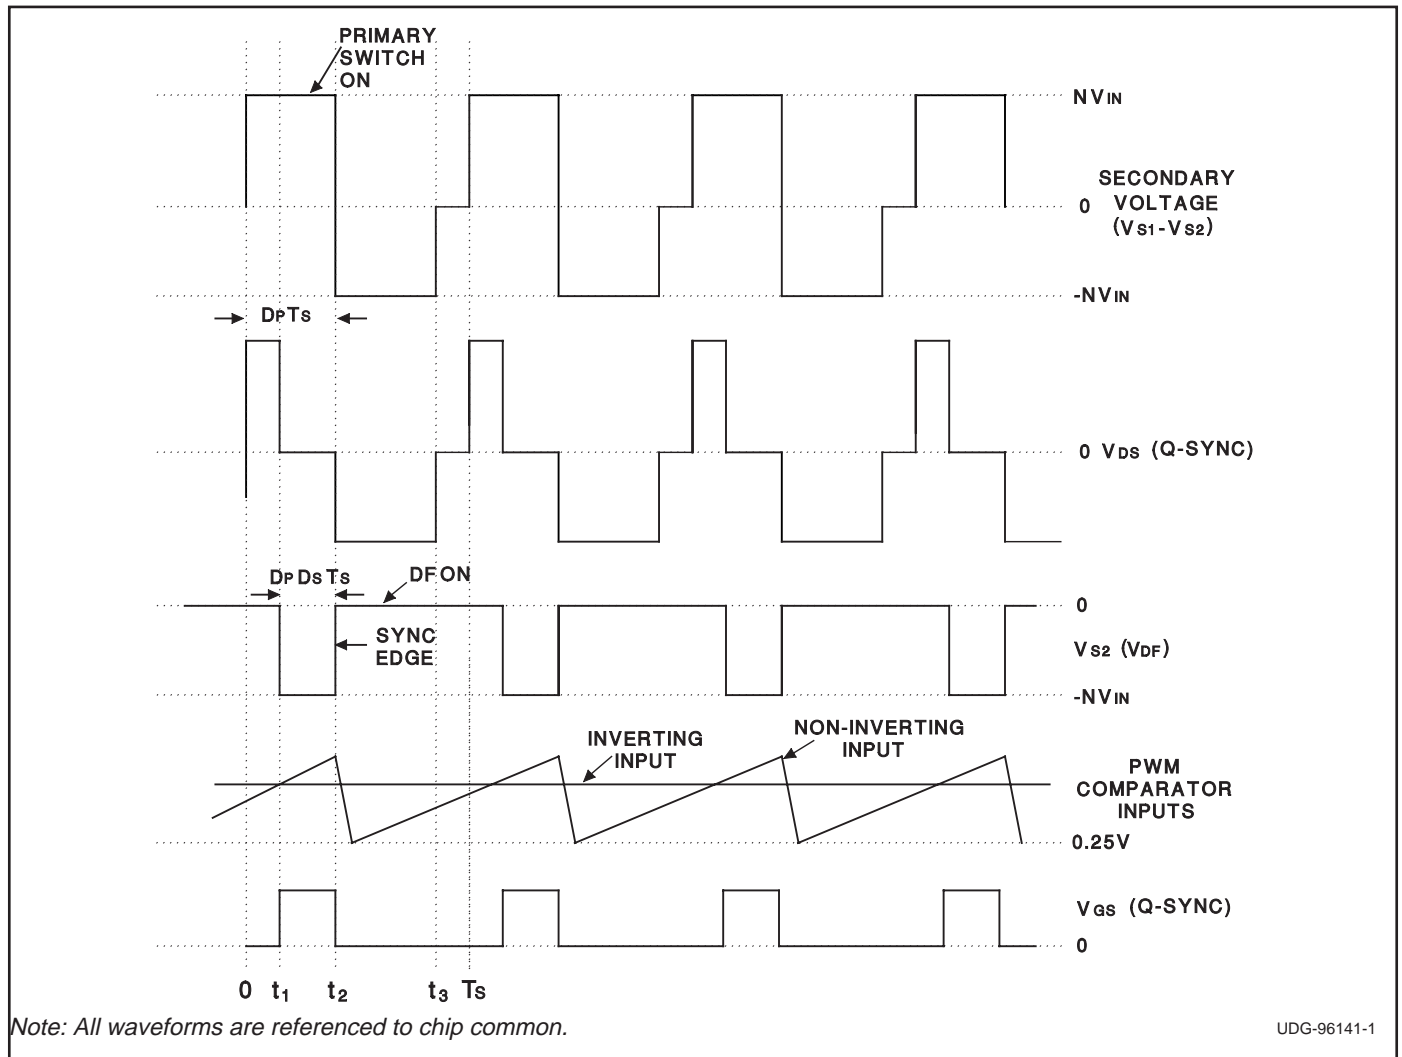 PRIMARY
SWITCH
ON
NVIN
SECONDARY
0 VOLTAGE
(VS1-VS2)
-NVIN
DPTS
0 VDS (Q-SYNC)
DPDSTS
DF ON
0
SYNC
EDGE
VS2 (VDF)
-NVIN
INVERTING
INPUT
NON-INVERTING
INPUT
PWM
COMPARATOR
INPUTS
0.25V
VGS (Q-SYNC)
0
0 t1 t2 t3 TS
Note: All waveforms are referenced to chip common.
UDG-96141-1